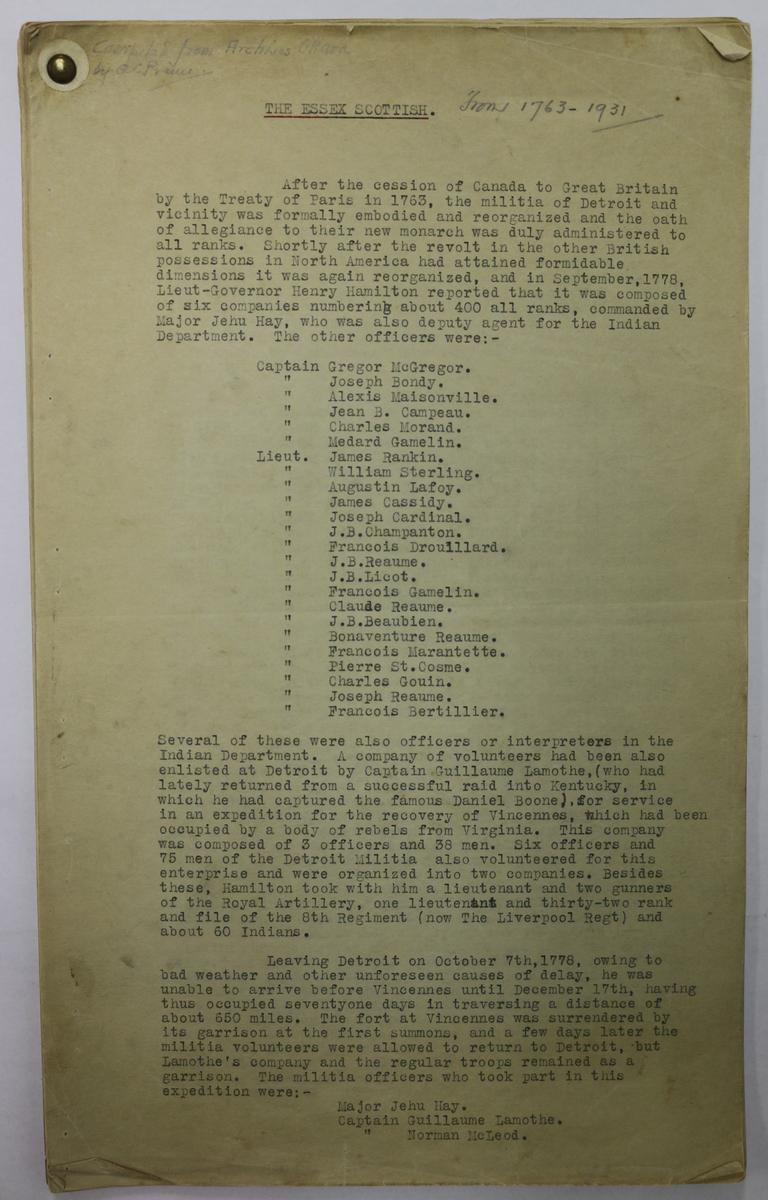 Compiled from Archives Ottawa
by
THE ESSEX SCOTTISH. From 1763-1931
After the cession of Canada to Great Britain
by the Treaty of Paris in 1763, the militia of Detroit and
vicinity was formally embodied and reorganized and the oath
of allegiance to their new monarch was duly administered to
all ranks. Shortly after the revolt in the other British
possessions in North America had attained formidable
dimensions it was again reorganized, and in September,1778,
Lieut-Governor Henry Hamilton reported that it was composed
of six companies numbering about 400 all ranks, commanded by
Major Jehu Hay, who was also deputy agent for the Indian
Department. The other officers were:-
Captain Gregor McGregor.
" Joseph Bondy.
" Alexis Maisonville.
" Jean B. Campeau.
" Charles Morand.
" Medard Gamelin.
Lieut. James Rankin.
" William Sterling.
" Augustin Lafoy.
" James Cassidy.
" Joseph Cardinal.
" J.B.Champanton.
" Francois Drouillard.
" J.B.Reaume.
" J.B.Licot.
" Francois Gamelin.
" Claude Reaume.
" J.B.Beaubien.
" Bonaventure Reaume.
" Francois Marantette.
" Pierre St.Cosme.
" Charles Gouin.
" Joseph Reaume.
" Francois Bertillier.
Several of these were also officers or interpreters in the
Indian Department. A company of volunteers had been also
enlisted at Detroit by Captain Guillaume Lamothe,(who had
lately returned from a successful raid into Kentucky, in
which he had captured the famous Daniel Boone),for service
in an expedition for the recovery of Vincennes, which had been
occupied by a body of rebels from Virginia. This company
was composed of 3 officers and 38 men. Six officers and
75 men of the Detroit Militia also volunteered for this
enterprise and were organized into two companies. Besides
these, Hamilton took with him a lieutenant and two gunners
of the Royal Artillery, one lieutenant and thirty-two rank
and file of the 8th Regiment (now The Liverpool Regt) and
about 60 Indians.
Leaving Detroit on October 7th,1778, owing to
bad weather and other unforeseen causes of delay, he was
unable to arrive before Vincennes until December 17th, having
thus occupied seventyone days in traversing a distance of
about 650 miles. The fort at Vincennes was surrendered by
its garrison at the first summons, and a few days later the
militia volunteers were allowed to return to Detroit, but
Lamothe's company and the regular troops remained as a
garrison. The militia officers who took part in this
expedition were:-
Major Jehu Hay.
Captain Guillaume Lamothe.
" Norman McLeod.